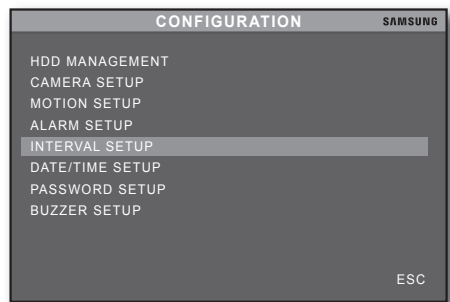 CONFIGURATION SAMSUNG
HDD MANAGEMENT
CAMERA SETUP
MOTION SETUP
ALARM SETUP
INTERVAL SETUP
DATE/TIME SETUP
PASSWORD SETUP
BUZZER SETUP
ESC